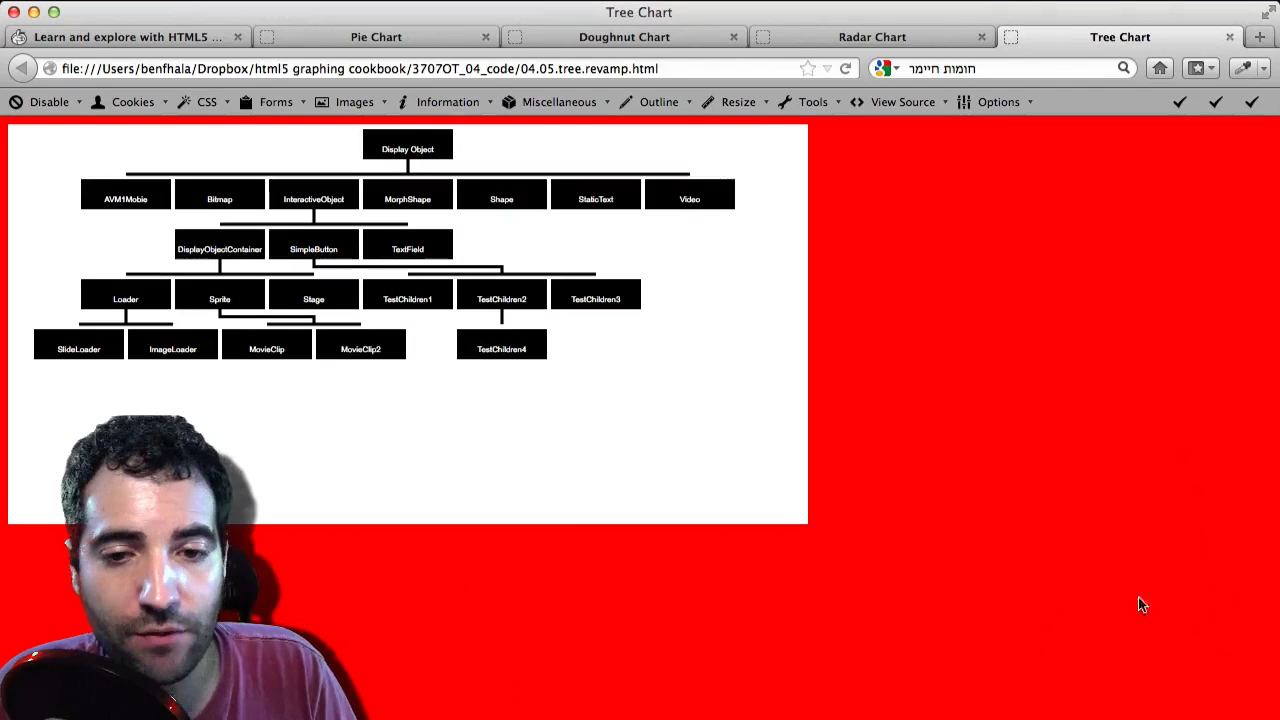 Tree Chart
Learn and explore with HTML5 ...
Pie Chart
Doughnut Chart
Radar Chart
Tree Chart
file:///Users/benfhala/Dropbox/html5 graphing cookbook/3707OT_04_code/04.05.tree.revamp.html
חומות חיימר
Disable
Cookies
CSS
Forms
Images
Information
Miscellaneous
Outline
Resize
Tools
View Source
Options
Display Object
AVM1Mobie Bitmap InteractiveObject MorphShape Shape StaticText Video
DisplayObjectContainer SimpleButton TextField
Loader Sprite Stage TestChildren1 TestChildren2 TestChildren3
SlideLoader ImageLoader MovieClip MovieClip2 TestChildren4